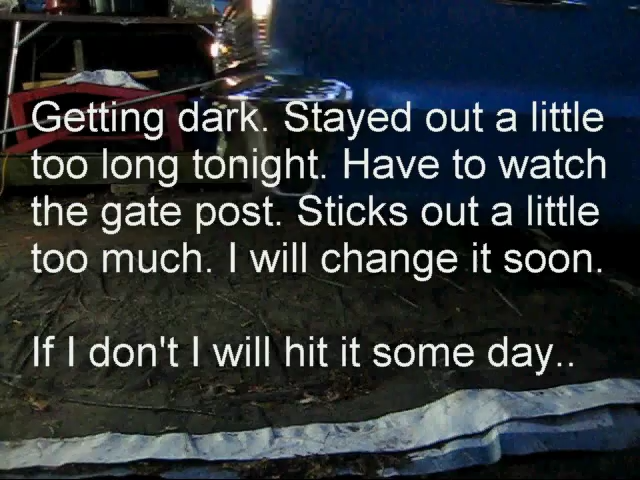 Getting dark. Stayed out a little
too long tonight. Have to watch
the gate post. Sticks out a little
too much. I will change it soon.
If I don't I will hit it some day..